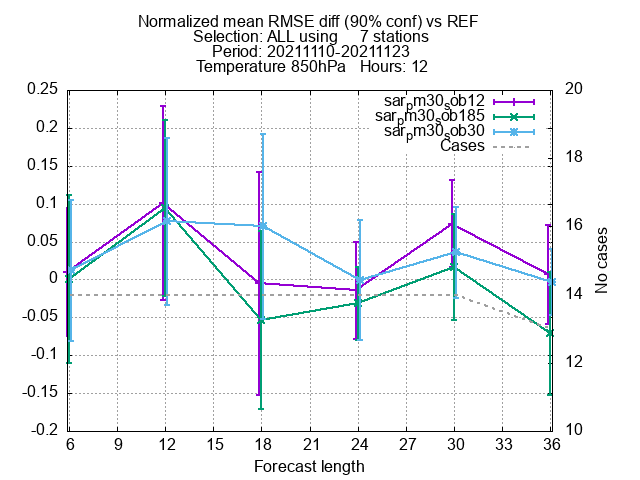 Normalized mean RMSE diff (90% conf) vs REF
Selection: ALL using 7 stations
Period: 20211110-20211123
Temperature 850hPa Hours: 12
sar_pm30_sob12
sar_pm30_sob185
sar_pm30_sob30
Cases
0.25
0.2
0.15
0.1
0.05
0
-0.05
-0.1
-0.15
-0.2
20
18
16
14
12
10
No cases
6 9 12 15 18 21 24 27 30 33 36
Forecast length